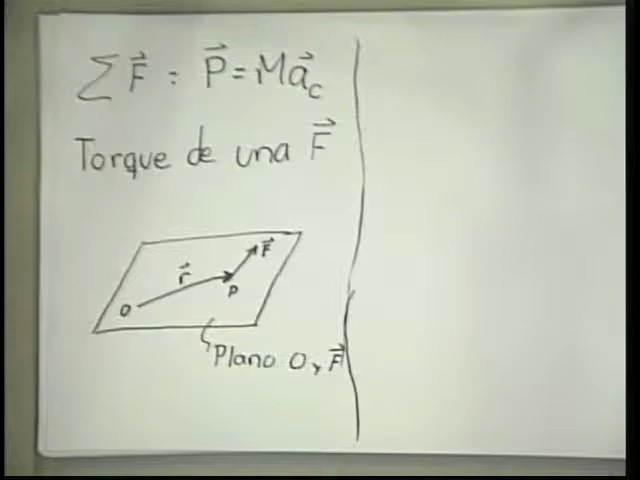 ∑F⃗ = P⃗ = Ma⃗c
Torque de una F⃗
F⃗
r⃗
P
O
Plano O, F⃗